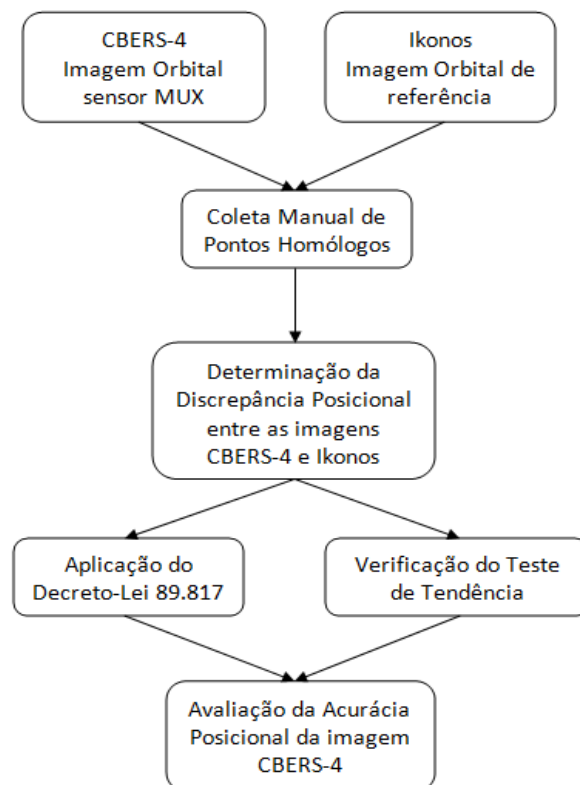 CBERS-4
Imagem Orbital
sensor MUX
Ikonos
Imagem Orbital de
referência
Coleta Manual de
Pontos Homólogos
Determinação da
Discrepância Posicional
entre as imagens
CBERS-4 e Ikonos
Aplicação do
Decreto-Lei 89.817
Verificação do Teste
de Tendência
Avaliação da Acurácia
Posicional da imagem
CBERS-4